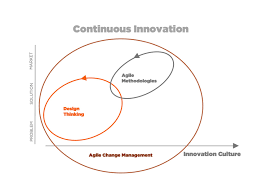 Continuous Innovation
MARKET
Agile
Methodologies
SOLUTION
Design
Thinking
PROBLEM
Agile Change Management
Innovation Culture